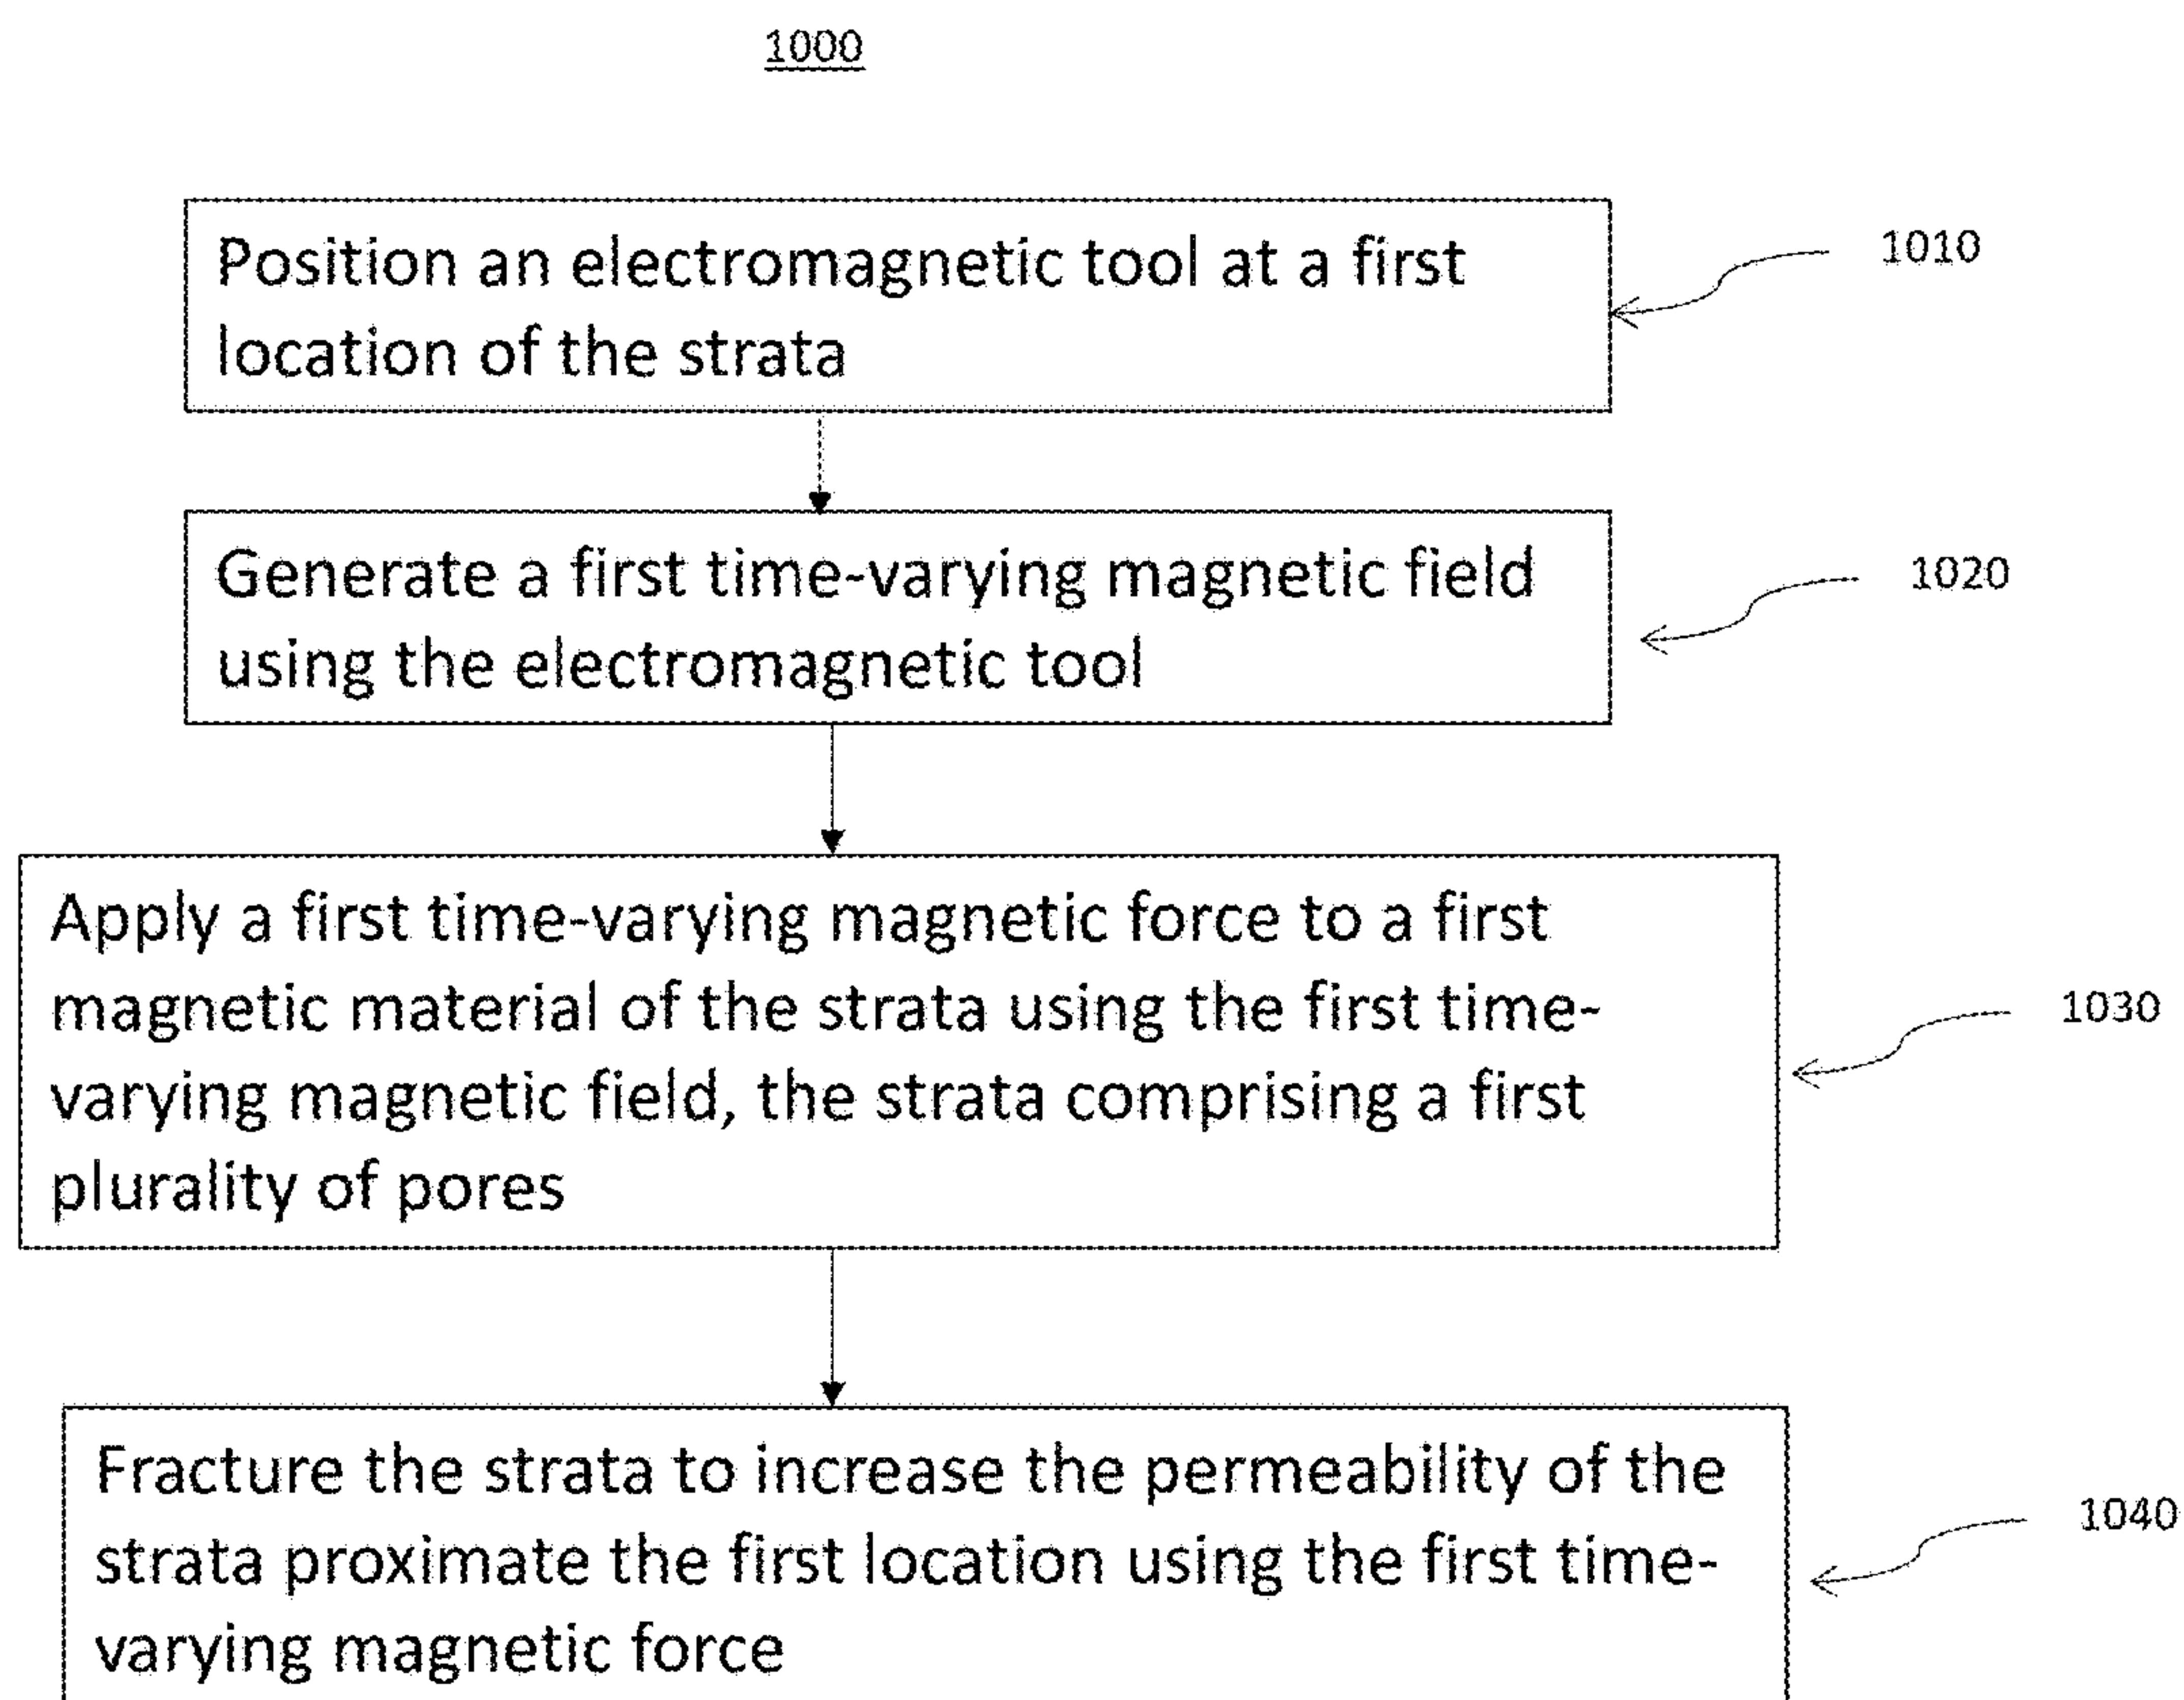 1000
Position an electromagnetic tool at a first
location of the strata
1010
Generate a first time-varying magnetic field
using the electromagnetic tool
1020
Apply a first time-varying magnetic force to a first
magnetic material of the strata using the first time-
varying magnetic field, the strata comprising a first
plurality of pores
1030
Fracture the strata to increase the permeability of the
strata proximate the first location using the first time-
varying magnetic force
1040